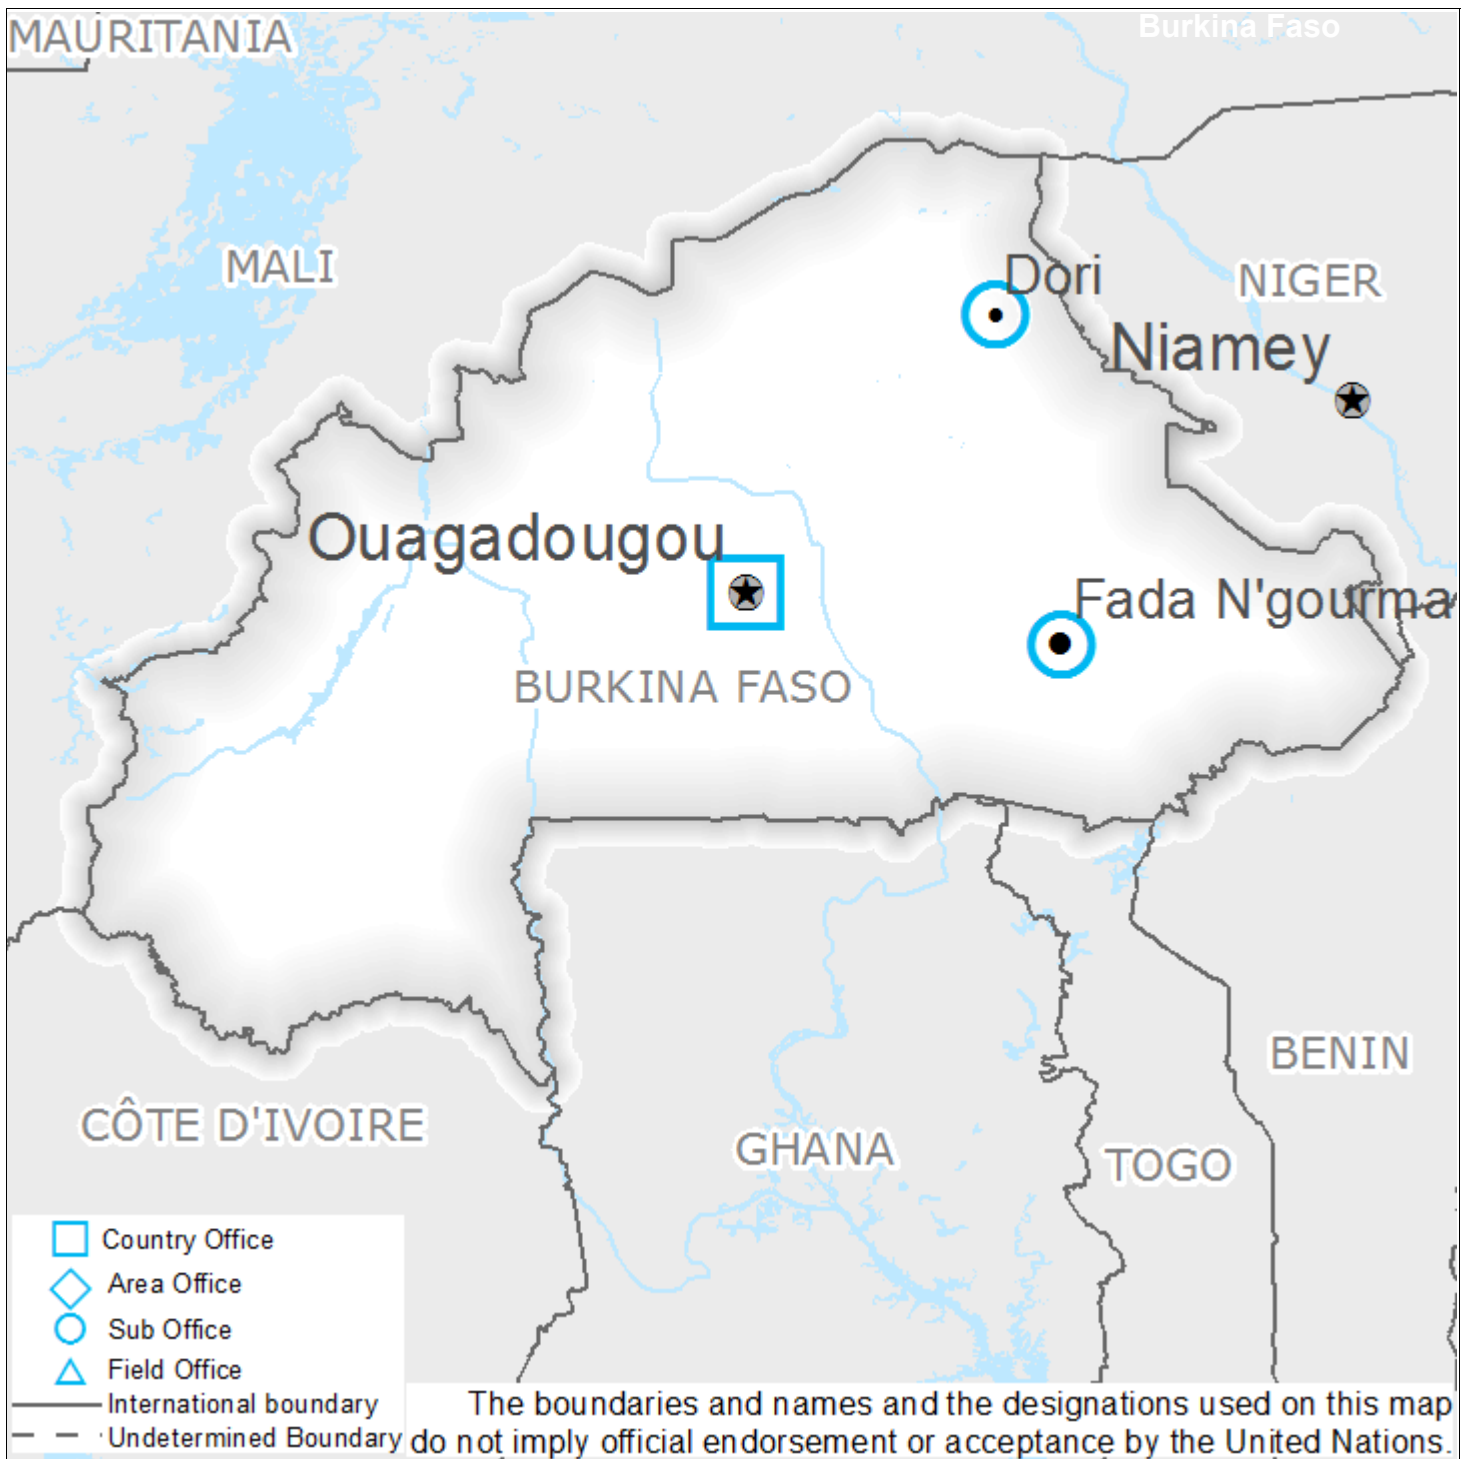 Burkina Faso
MAURITANIA
MALI
Dori
NIGER
Niamey
Ouagadougou
Fada N'gourma
BURKINA FASO
BENIN
CÔTE D'IVOIRE
GHANA
TOGO
Country Office
Area Office
Sub Office
Field Office
International boundary
Undetermined Boundary
The boundaries and names and the designations used on this map
do not imply official endorsement or acceptance by the United Nations.